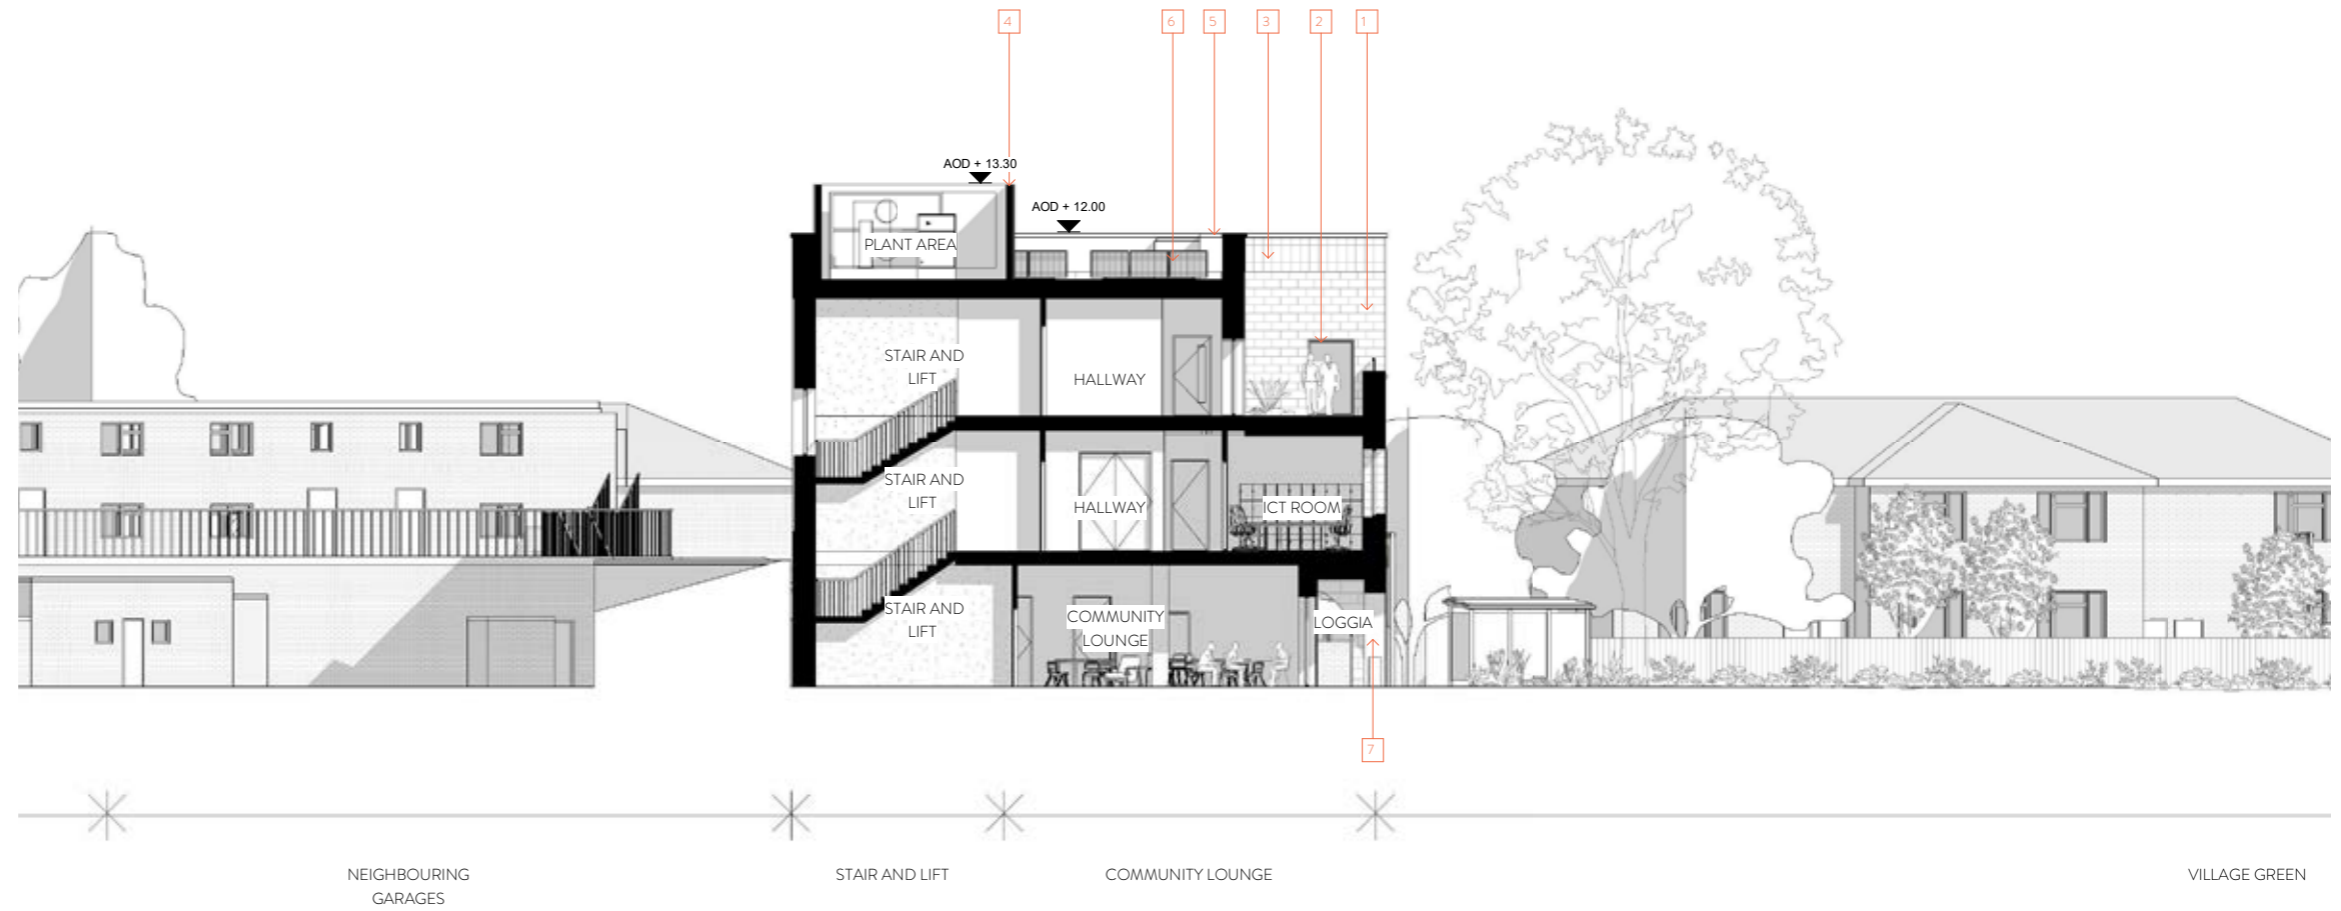 4
6
5
3
2
1
AOD + 13.30
AOD + 12.00
PLANT AREA
STAIR AND
LIFT
HALLWAY
STAIR AND
LIFT
HALLWAY
ICT ROOM
STAIR AND
LIFT
COMMUNITY
LOUNGE
LOGGIA
7
NEIGHBOURING
GARAGES
STAIR AND LIFT
COMMUNITY LOUNGE
VILLAGE GREEN